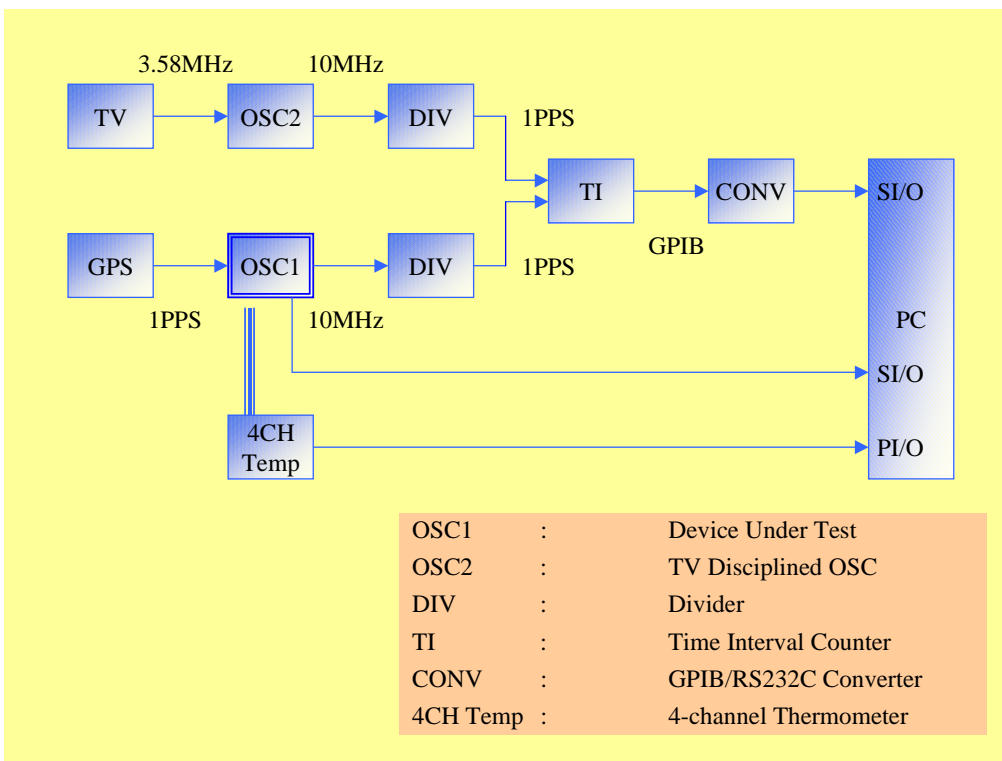 3.58MHz 10MHz
TV OSC2 DIV 1PPS
TI CONV SI/O
GPIB
GPS OSC1 DIV 1PPS
1PPS 10MHz PC
SI/O
4CH
Temp PI/O
OSC1 : Device Under Test
OSC2 : TV Disciplined OSC
DIV : Divider
TI : Time Interval Counter
CONV : GPIB/RS232C Converter
4CH Temp : 4-channel Thermometer